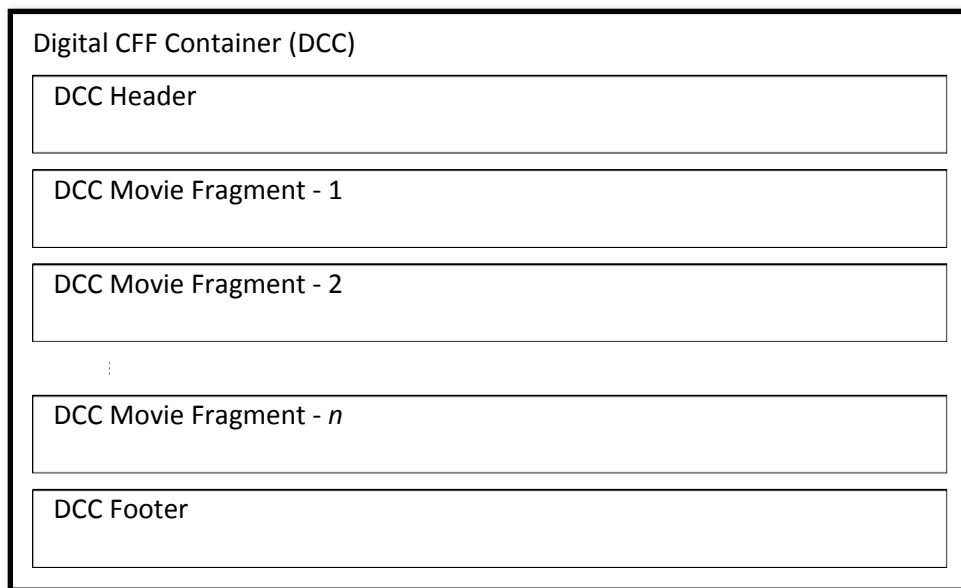 Digital CFF Container (DCC)
DCC Header
DCC Movie Fragment - 1
DCC Movie Fragment - 2
⋮
DCC Movie Fragment - n
DCC Footer